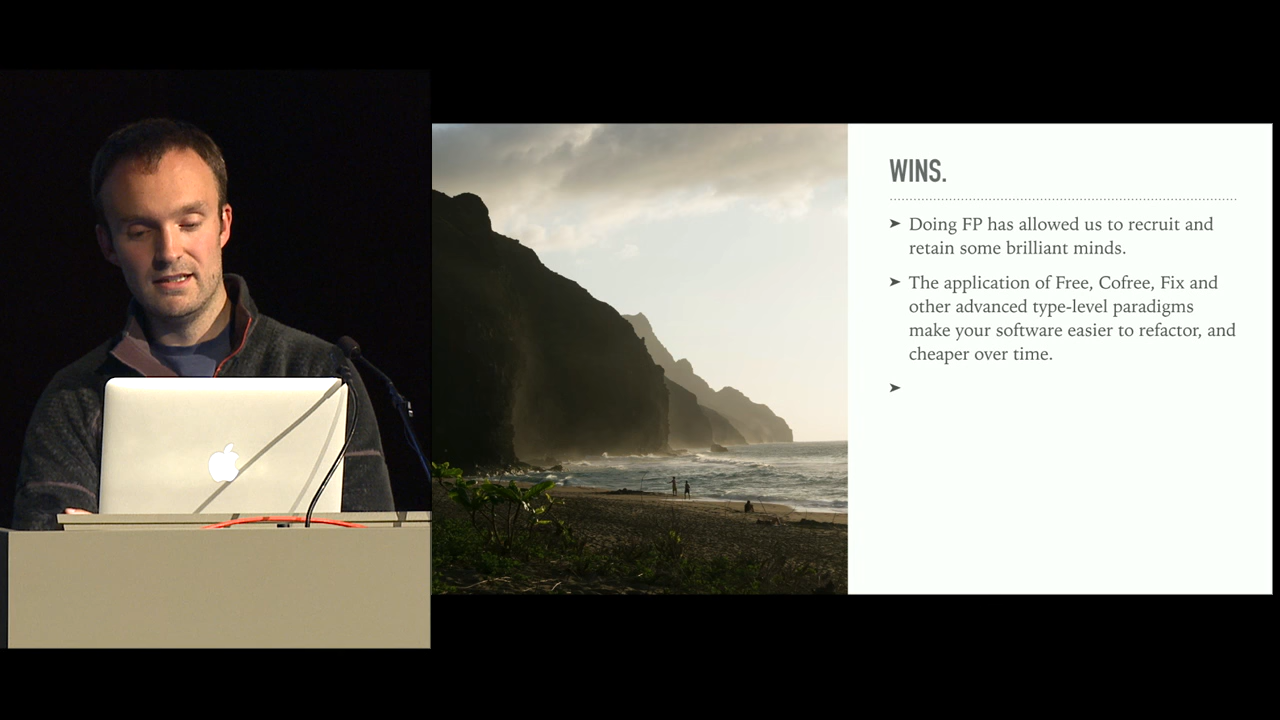 WINS.
➤ Doing FP has allowed us to recruit and
retain some brilliant minds.
➤ The application of Free, Cofree, Fix and
other advanced type-level paradigms
make your software easier to refactor, and
cheaper over time.
➤